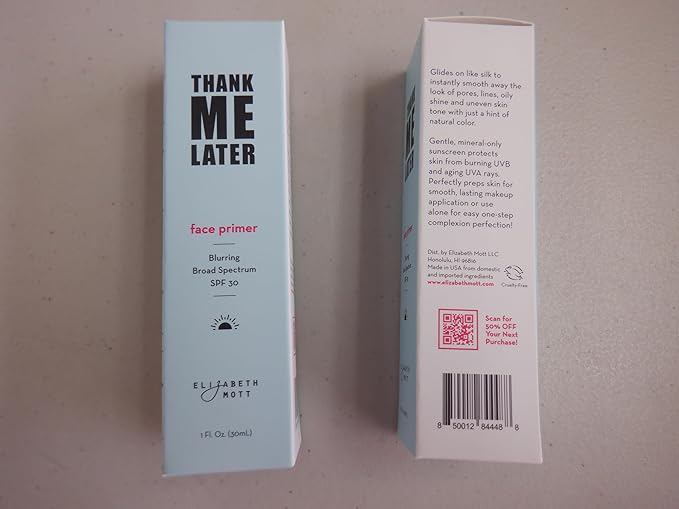 THANK
ME
LATER
face primer
Blurring
Broad Spectrum
SPF 30
ELIZABETH
MOTT
1 Fl. Oz. (30mL)
ME
LATER
Glides on like silk to
instantly smooth away the
look of pores, lines, oily
shine and uneven skin
tone with just a hint of
natural color.
Gentle, mineral-only
sunscreen protects
skin from burning UVB
and aging UVA rays.
Perfectly preps skin for
smooth, lasting makeup
application or use
alone for easy one-step
complexion perfection!
Dist. by Elizabeth Mott LLC
Honolulu, HI 96816
Made in USA from domestic
and imported ingredients
www.elizabethmott.com
Cruelty-Free
Scan for
50% OFF
Your Next
Purchase!
8 50012 84448 8